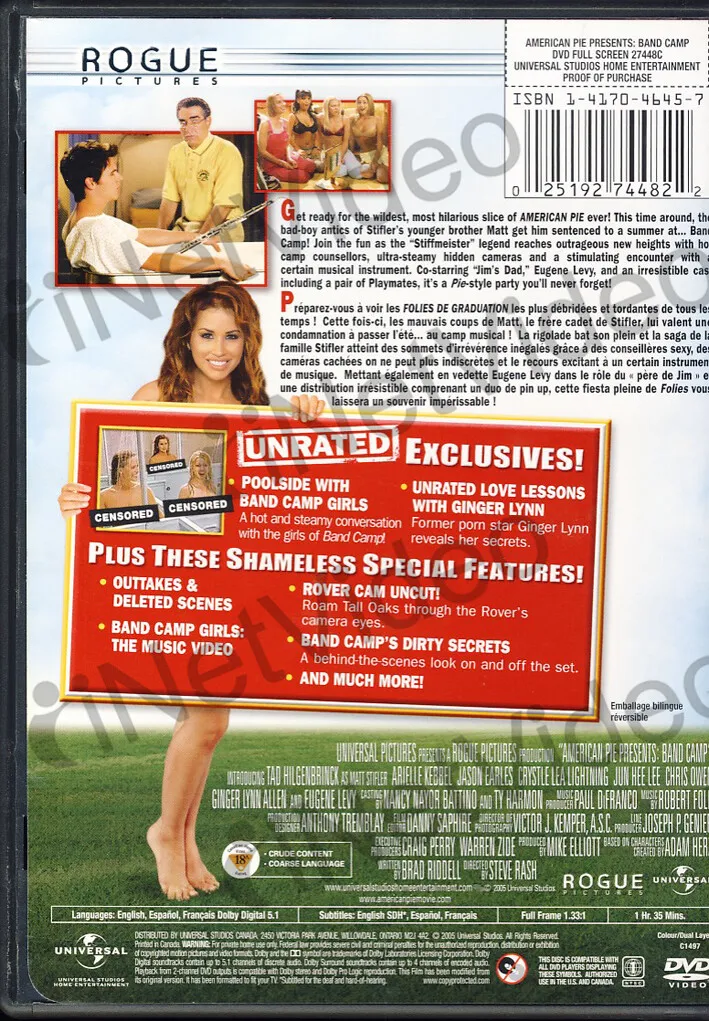 ROGUE
PICTURES
AMERICAN PIE PRESENTS: BAND CAMP
DVD FULL SCREEN 27448C
UNIVERSAL STUDIOS HOME ENTERTAINMENT
PROOF OF PURCHASE
ISBN 1-4170-4645-7
0 25192 74482 2
Get ready for the wildest, most hilarious slice of AMERICAN PIE ever! This time around, the
bad-boy antics of Stifler's younger brother Matt get him sentenced to a summer at... Band
Camp! Join the fun as the "Stiffmeister" legend reaches outrageous new heights with ho
camp counsellors, ultra-steamy hidden cameras and a stimulating encounter with a
certain musical instrument. Co-starring "Jim's Dad," Eugene Levy, and an irresistible cas
including a pair of Playmates, it's a Pie-style party you'll never forget!
Préparez-vous à voir les FOLIES DE GRADUATION les plus débridées et tordantes de tous les
temps ! Cette fois-ci, les mauvais coups de Matt, le frère cadet de Stifler, lui valent une
condamnation à passer l'été... au camp musical ! La rigolade bat son plein et la saga de la
famille Stifler atteint des sommets d'irrévérence inégales grâce à des conseillères sexy, des
caméras cachées on ne peut plus indiscrètes et le recours excitant à un certain instrumen
de musique. Mettant également en vedette Eugene Levy dans le rôle du « père de Jim » e
une distribution irrésistible comprenant un duo de pin up, cette fiesta pleine de Folies vous
laissera un souvenir impérissable !
CENSORED
CENSORED
CENSORED
UNRATED EXCLUSIVES!
• POOLSIDE WITH
BAND CAMP GIRLS
A hot and steamy conversation
with the girls of Band Camp!
• UNRATED LOVE LESSONS
WITH GINGER LYNN
Former porn star Ginger Lynn
reveals her secrets.
PLUS THESE SHAMELESS SPECIAL FEATURES!
• OUTTAKES &
DELETED SCENES
• BAND CAMP GIRLS:
THE MUSIC VIDEO
• ROVER CAM UNCUT!
Roam Tall Oaks through the Rover's
camera eyes.
• BAND CAMP'S DIRTY SECRETS
A behind-the-scenes look on and off the set.
• AND MUCH MORE!
Emballage bilingue
réversible
UNIVERSAL PICTURES PRESENTS A ROGUE PICTURES PRODUCTION "AMERICAN PIE PRESENTS: BAND CAMP"
INTRODUCING TAD HILGENBRINCK AS MATT STIFLER ARIELLE KEBBEL JASON EARLES CRYSTLE LEA LIGHTNING JUN HEE LEE CHRIS OWE
GINGER LYNN ALLEN AND EUGENE LEVY CASTING BY NANCY NAYOR BATTINO AND TY HARMON MUSIC PRODUCER PAUL DIFRANCO MUSIC BY ROBERT FOL
PRODUCTION DESIGNER ANTHONY TREMBLAY FILM EDITOR DANNY SAPHIRE DIRECTOR OF PHOTOGRAPHY VICTOR J. KEMPER, A.S.C. LINE PRODUCER JOSEPH P. GENIE
EXECUTIVE PRODUCERS CRAIG PERRY WARREN ZIDE PRODUCED BY MIKE ELLIOTT BASED ON CHARACTERS CREATED BY ADAM HER
WRITTEN BY BRAD RIDDELL DIRECTED BY STEVE RASH
18
• CRUDE CONTENT
• COARSE LANGUAGE
www.universalstudioshomeentertainment.com © 2005 Universal Studios
www.americanpiemovie.com
ROGUE
PICTURES
UNIVERSAL
Languages: English, Español, Français Dolby Digital 5.1 Subtitles: English SDH*, Español, Français Full Frame 1.33:1 1 Hr. 35 Mins.
UNIVERSAL
UNIVERSAL STUDIOS
HOME ENTERTAINMENT
DISTRIBUTED BY UNIVERSAL STUDIOS CANADA. 2450 VICTORIA PARK AVENUE, WILLOWDALE, ONTARIO M2J 4A2. © 2005 Universal Studios. All Rights Reserved.
Printed in Canada. WARNING: For private home use only. Federal law provides severe civil and criminal penalties for the unauthorized reproduction, distribution or exhibition
of copyrighted motion pictures and video formats. Dolby and the symbol are trademarks of Dolby Laboratories Licensing Corporation. Dolby
Digital soundtracks contain up to 5.1 channels of discrete audio. Dolby Surround soundtracks contain up to 4 channels of encoded audio.
Playback from 2-channel DVD outputs is compatible with Dolby stereo and Dolby Pro Logic reproduction. This Film has been modified from
its original version. It has been formatted to fit your TV. *Subtitled for the deaf and hard-of-hearing.
www.copyprotected.com
THIS DISC IS COMPATIBLE WITH
ALL DVD PLAYERS DISPLAYING
THESE SYMBOLS. AUTHORIZED
USE IN THE U.S. AND CANADA.
NTSC
Colour/Dual Laye
C1497
DVD
VIDEO
iNetVideo
iNetVideo
iNetVideo